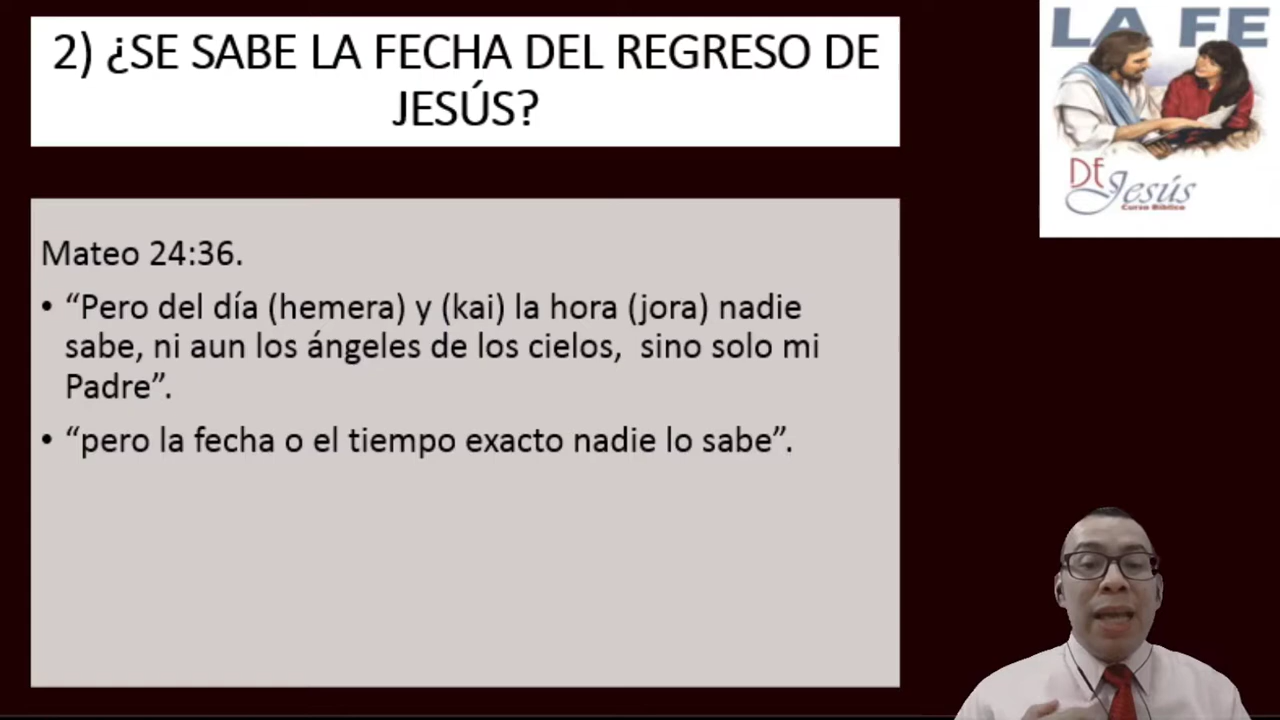 2) ¿SE SABE LA FECHA DEL REGRESO DE
JESÚS?
LA FE
DE
Jesús
Curso Bíblico
Mateo 24:36.
• “Pero del día (hemera) y (kai) la hora (jora) nadie
sabe, ni aun los ángeles de los cielos,  sino solo mi
Padre”.
• “pero la fecha o el tiempo exacto nadie lo sabe”.